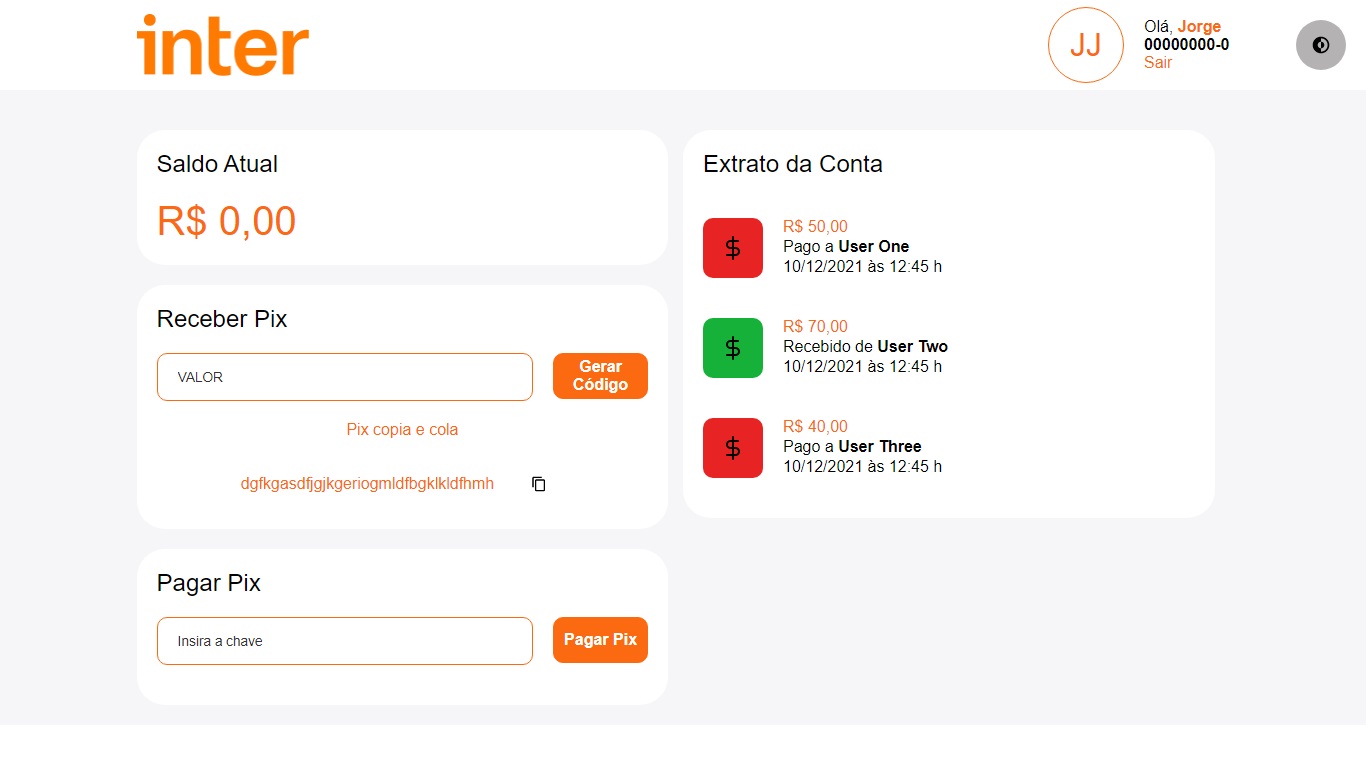 inter
JJ
Olá, Jorge
00000000-0
Sair
Saldo Atual
R$ 0,00
Receber Pix
VALOR
Gerar
Código
Pix copia e cola
dgfkgasdfjgjkgeriogmldfbgklkldfhmh
Pagar Pix
Insira a chave
Pagar Pix
Extrato da Conta
$
R$ 50,00
Pago a User One
10/12/2021 às 12:45 h
$
R$ 70,00
Recebido de User Two
10/12/2021 às 12:45 h
$
R$ 40,00
Pago a User Three
10/12/2021 às 12:45 h